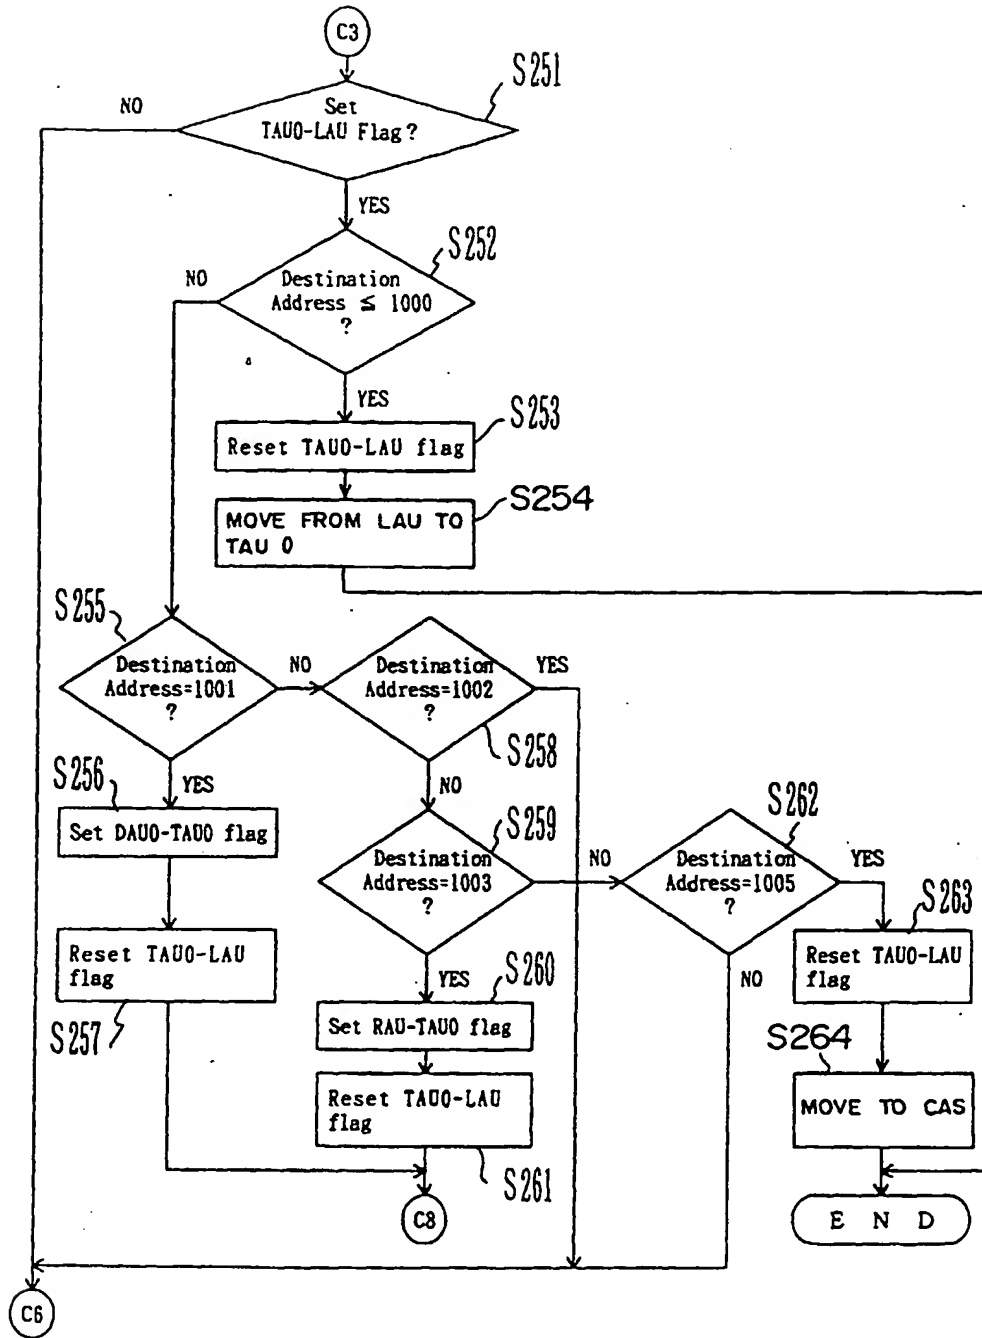 C3
S251
NO
Set
TAU0-LAU Flag?
YES
S252
NO
Destination
Address ≦ 1000
?
YES
S253
Reset TAU0-LAU flag
S254
MOVE FROM LAU TO
TAU 0
S255
Destination
Address=1001
?
NO
Destination
Address=1002
?
YES
S258
S256
YES
NO
Set DAU0-TAU0 flag
S259
Destination
Address=1003
?
NO
S262
Destination
Address=1005
?
YES
S263
Reset TAU0-LAU
flag
S257
YES
S260
Set RAU-TAU0 flag
Reset TAU0-LAU
flag
S261
NO
Reset TAU0-LAU
flag
S264
MOVE TO CAS
C8
E N D
C6